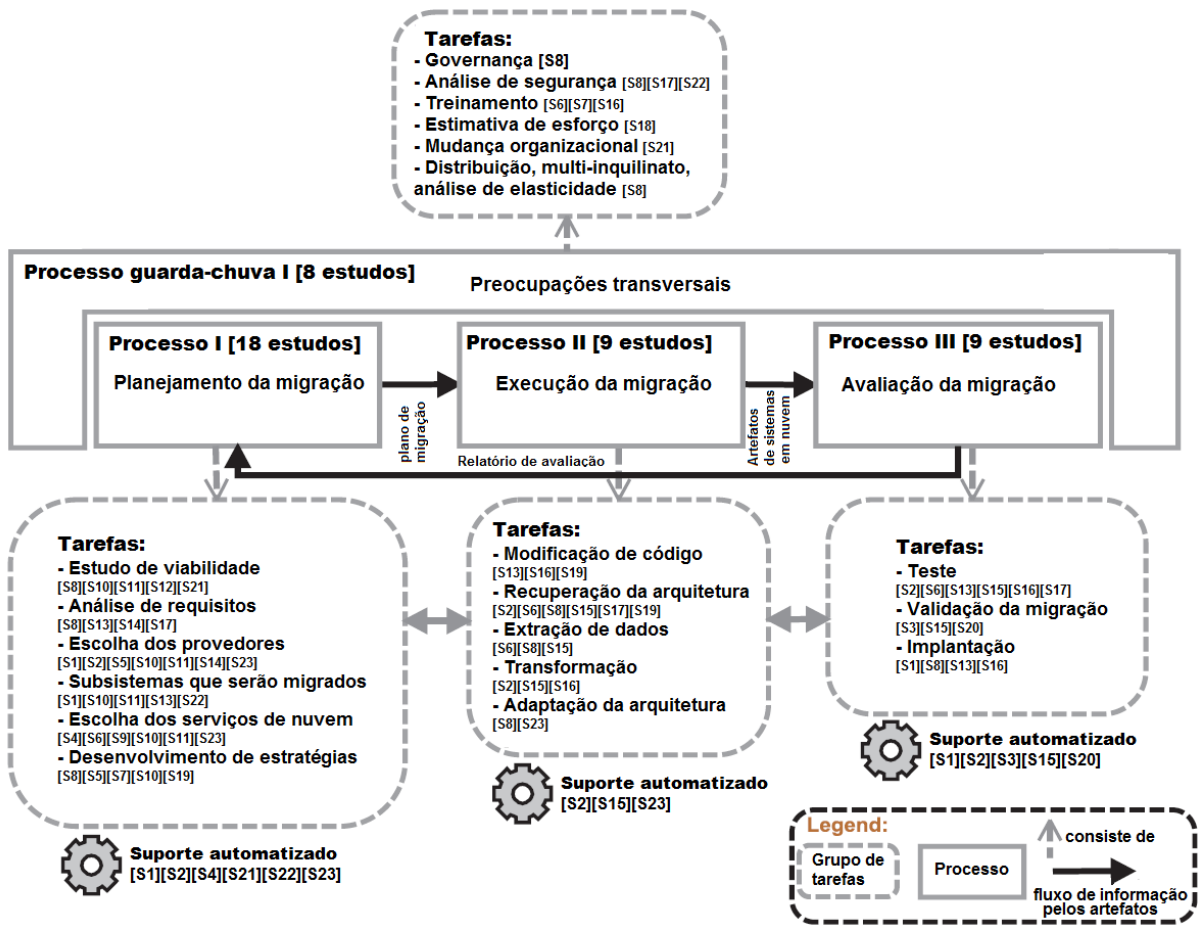 Tarefas:
- Governança [S8]
- Análise de segurança [S8][S17][S22]
- Treinamento [S6][S7][S16]
- Estimativa de esforço [S18]
- Mudança organizacional [S21]
- Distribuição, multi-inquilinato,
análise de elasticidade [S8]
Processo guarda-chuva I [8 estudos]
Preocupações transversais
Processo I [18 estudos]
Planejamento da migração
plano de
migração
Processo II [9 estudos]
Execução da migração
Artefatos
de sistemas
em nuvem
Processo III [9 estudos]
Avaliação da migração
Relatório de avaliação
Tarefas:
- Estudo de viabilidade
[S8][S10][S11][S12][S21]
- Análise de requisitos
[S8][S13][S14][S17]
- Escolha dos provedores
[S1][S2][S5][S10][S11][S14][S23]
- Subsistemas que serão migrados
[S1][S10][S11][S13][S22]
- Escolha dos serviços de nuvem
[S4][S6][S9][S10][S11][S23]
- Desenvolvimento de estratégias
[S8][S5][S7][S10][S19]
Suporte automatizado
[S1][S2][S4][S21][S22][S23]
Tarefas:
- Modificação de código
[S13][S16][S19]
- Recuperação da arquitetura
[S2][S6][S8][S15][S17][S19]
- Extração de dados
[S6][S8][S15]
- Transformação
[S2][S15][S16]
- Adaptação da arquitetura
[S8][S23]
Suporte automatizado
[S2][S15][S23]
Tarefas:
- Teste
[S2][S6][S13][S15][S16][S17]
- Validação da migração
[S3][S15][S20]
- Implantação
[S1][S8][S13][S16]
Suporte automatizado
[S1][S2][S3][S15][S20]
Legend:
Grupo de
tarefas
Processo
consiste de
fluxo de informação
pelos artefatos